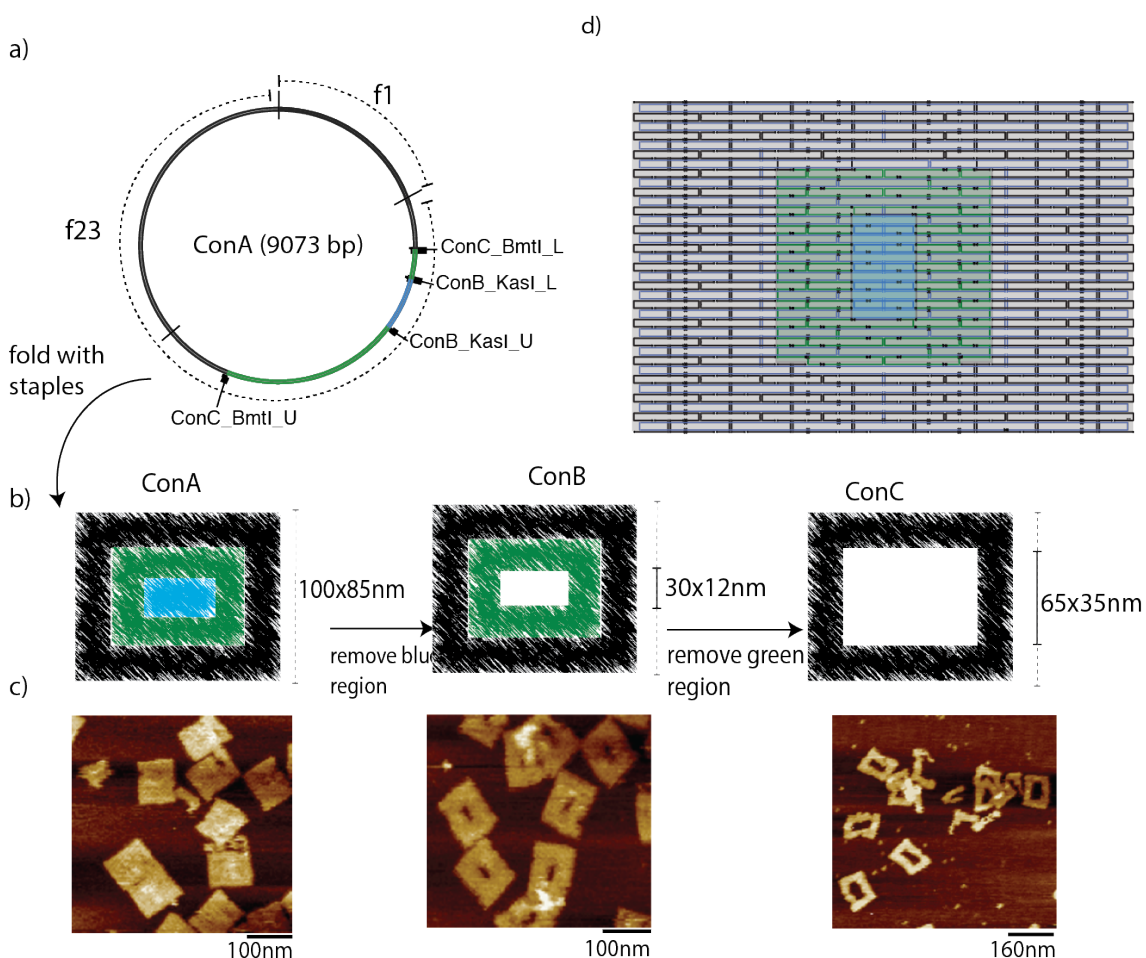 d)
a)
f1
f23
ConA (9073 bp)
ConC_BmtI_L
ConB_KasI_L
ConB_KasI_U
fold with
staples
ConC_BmtI_U
b)
ConA
ConB
ConC
100x85nm
30x12nm
65x35nm
remove blue
region
remove green
region
c)
100nm
100nm
160nm